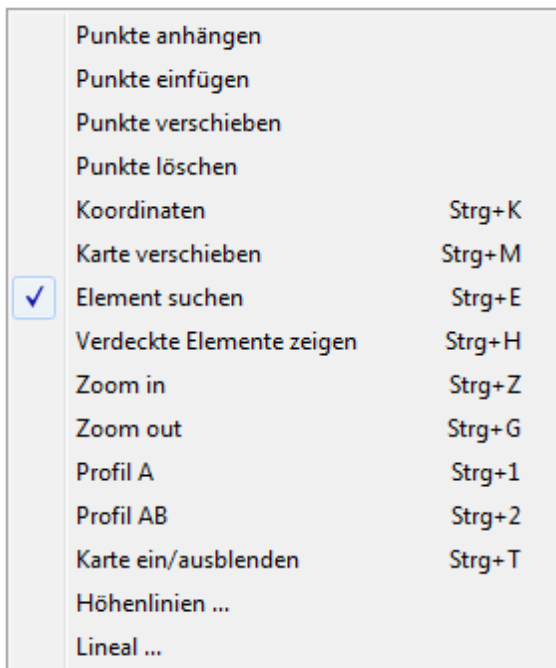 Punkte anhängen
Punkte einfügen
Punkte verschieben
Punkte löschen
Koordinaten Strg+K
Karte verschieben Strg+M
Element suchen Strg+E
Verdeckte Elemente zeigen Strg+H
Zoom in Strg+Z
Zoom out Strg+G
Profil A Strg+1
Profil AB Strg+2
Karte ein/ausblenden Strg+T
Höhenlinien ...
Lineal ...